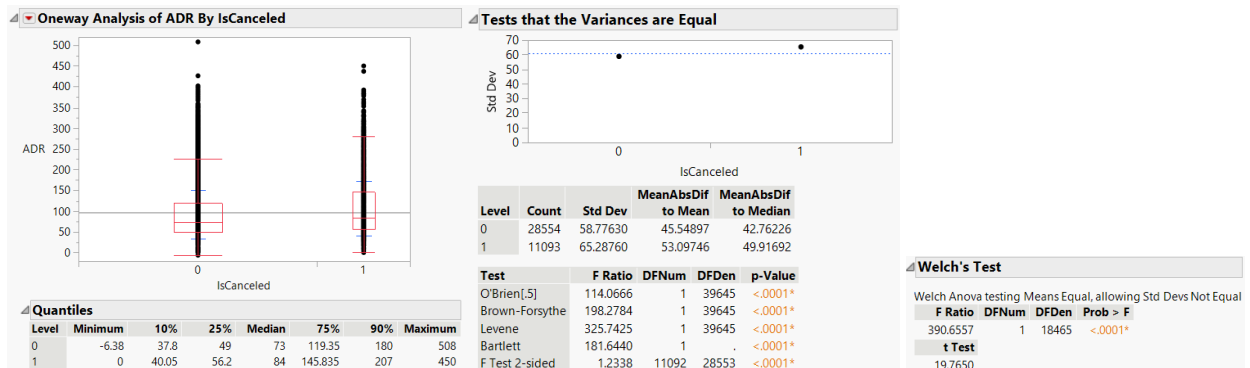 Oneway Analysis of ADR By IsCanceled
500
450
400
350
300
ADR 250
200
150
100
50
0
0 1
IsCanceled
Quantiles
Level Minimum 10% 25% Median 75% 90% Maximum
0 -6.38 37.8 49 73 119.35 180 508
1 0 40.05 56.2 84 145.835 207 450
Tests that the Variances are Equal
70
60
50
40
30
20
10
0
Std Dev
0 1
IsCanceled
MeanAbsDif MeanAbsDif
Level Count Std Dev to Mean to Median
0 28554 58.77630 45.54897 42.76226
1 11093 65.28760 53.09746 49.91692
Test F Ratio DFNum DFDen p-Value
O'Brien[.5] 114.0666 1 39645 <.0001*
Brown-Forsythe 198.2784 1 39645 <.0001*
Levene 325.7425 1 39645 <.0001*
Bartlett 181.6440 1 . <.0001*
F Test 2-sided 1.2338 11092 28553 <.0001*
Welch's Test
Welch Anova testing Means Equal, allowing Std Devs Not Equal
F Ratio DFNum DFDen Prob > F
390.6557 1 18465 <.0001*
t Test
19.7650